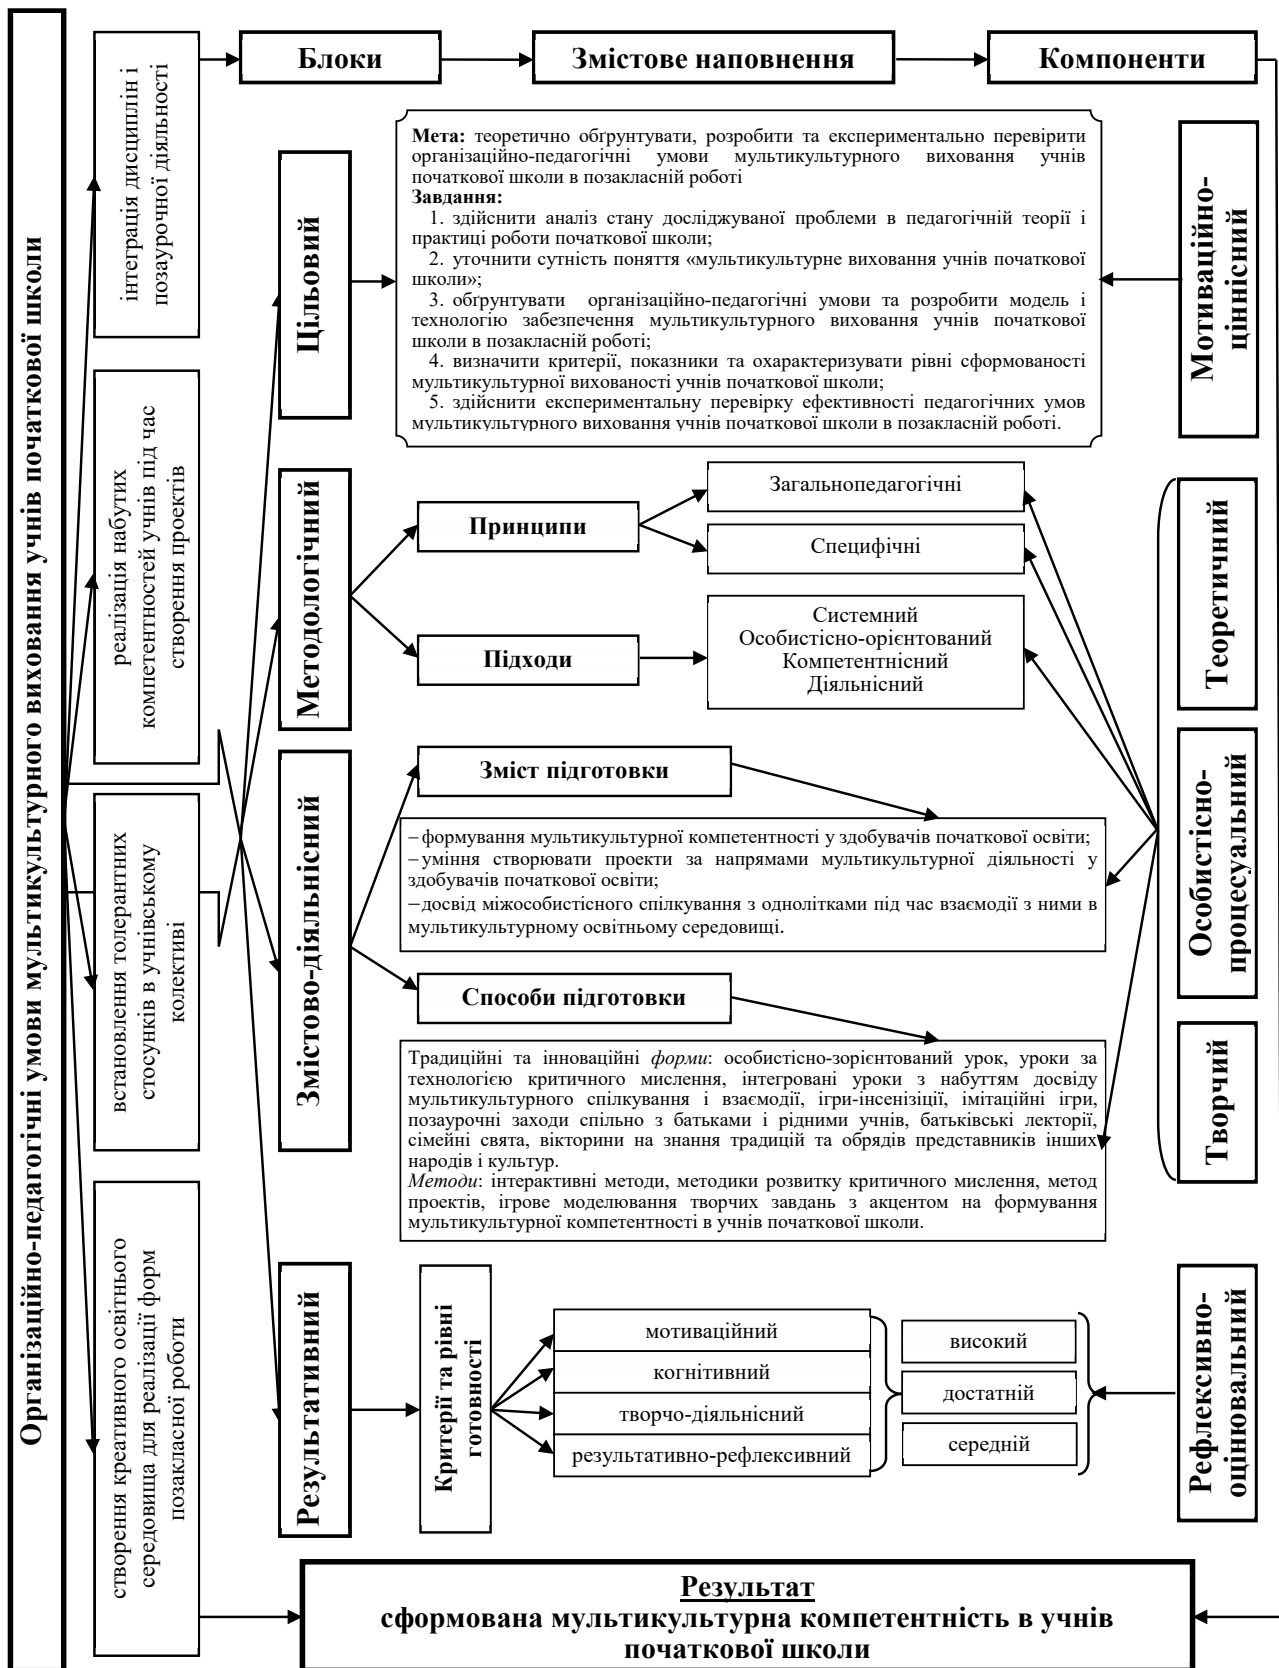 Організаційно-педагогічні умови мультикультурного виховання учнів початкової школи
інтеграція дисциплін і
позаурочної діяльності
реалізація набутих
компетентностей учнів під час
створення проектів
встановлення толерантних
стосунків в учнівському
колективі
створення креативного освітнього
середовища для реалізації форм
позакласної роботи
Блоки
Змістове наповнення
Компоненти
Цільовий
Мета: теоретично обґрунтувати, розробити та експериментально перевірити
організаційно-педагогічні умови мультикультурного виховання учнів
початкової школи в позакласній роботі
Завдання:
1. здійснити аналіз стану досліджуваної проблеми в педагогічній теорії і
практиці роботи початкової школи;
2. уточнити сутність поняття «мультикультурне виховання учнів початкової
школи»;
3. обґрунтувати організаційно-педагогічні умови та розробити модель і
технологію забезпечення мультикультурного виховання учнів початкової
школи в позакласній роботі;
4. визначити критерії, показники та охарактеризувати рівні сформованості
мультикультурної вихованості учнів початкової школи;
5. здійснити експериментальну перевірку ефективності педагогічних умов
мультикультурного виховання учнів початкової школи в позакласній роботі.
Мотиваційно-
ціннісний
Методологічний
Принципи
Загальнопедагогічні
Специфічні
Підходи
Системний
Особистісно-орієнтований
Компетентнісний
Діяльнісний
Теоретичний
Змістово-діяльнісний
Зміст підготовки
–формування мультикультурної компетентності у здобувачів початкової освіти;
–уміння створювати проекти за напрямами мультикультурної діяльності у
здобувачів початкової освіти;
–досвід міжособистісного спілкування з однолітками під час взаємодії з ними в
мультикультурному освітньому середовищі.
Особистісно-
процесуальний
Способи підготовки
Традиційні та інноваційні форми: особистісно-зорієнтований урок, уроки за
технологією критичного мислення, інтегровані уроки з набуттям досвіду
мультикультурного спілкування і взаємодії, ігри-інсенізіції, імітаційні ігри,
позаурочні заходи спільно з батьками і рідними учнів, батьківські лекторії,
сімейні свята, вікторини на знання традицій та обрядів представників інших
народів і культур.
Методи: інтерактивні методи, методики розвитку критичного мислення, метод
проектів, ігрове моделювання творчих завдань з акцентом на формування
мультикультурної компетентності в учнів початкової школи.
Творчий
Результативний
Критерії та рівні
готовності
мотиваційний
когнітивний
творчо-діяльнісний
результативно-рефлексивний
високий
достатній
середній
Рефлексивно-
оцінювальний
Результат
сформована мультикультурна компетентність в учнів
початкової школи